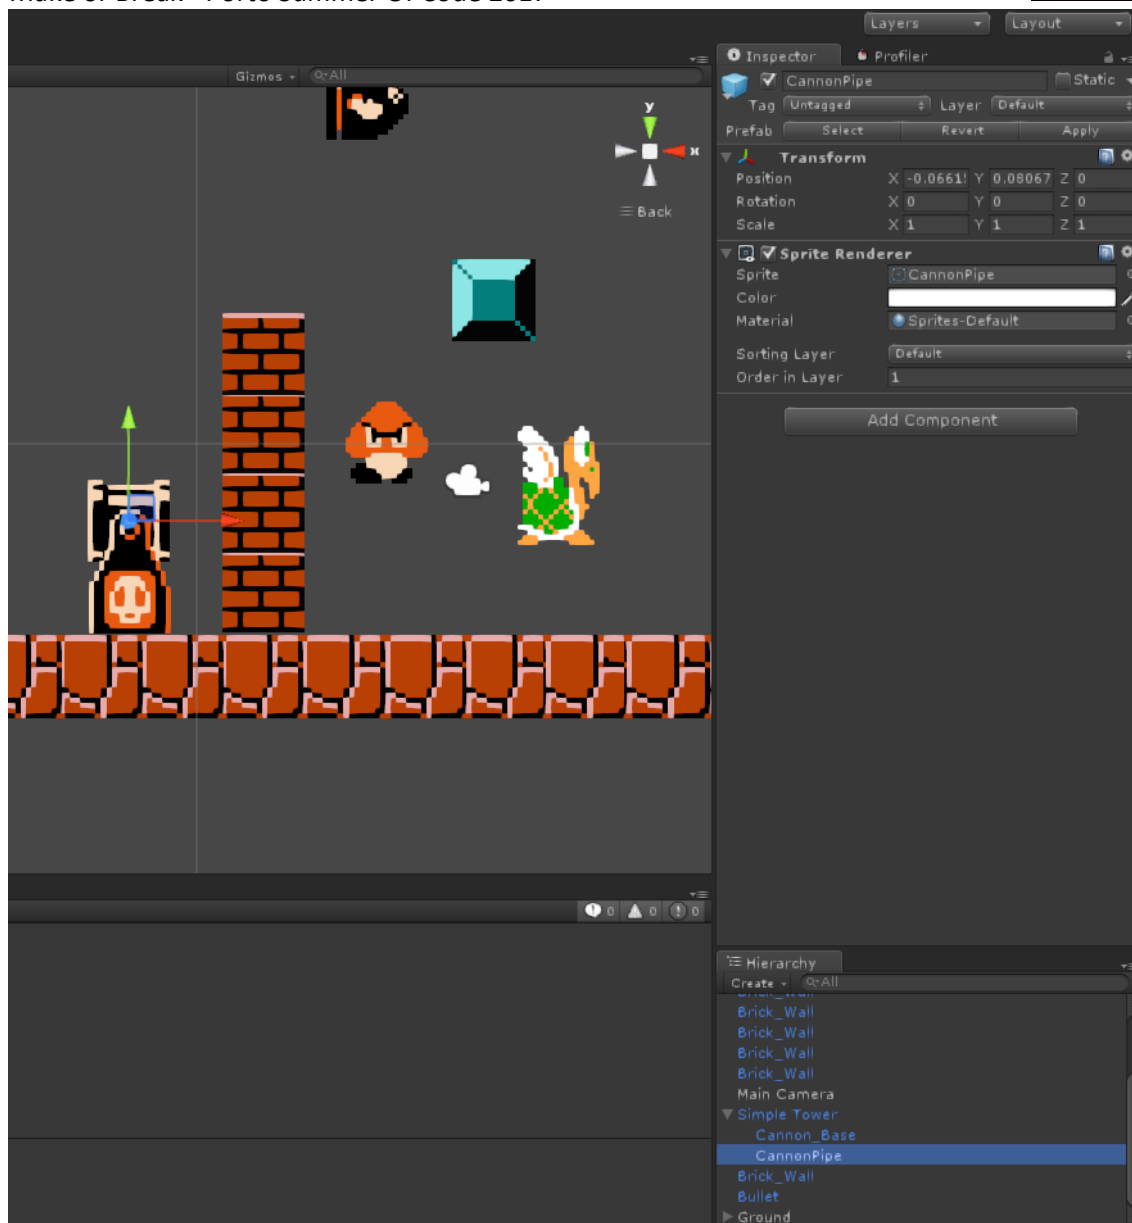 Layers Layout
Inspector Profiler
Gizmos All
CannonPipe Static
Tag Untagged Layer Default
Prefab Select Revert Apply
y
x
Back
Transform
Position X Y 0.08067 Z 0
Rotation X 0 Y 0 Z 0
Scale X 1 Y 1 Z 1
Sprite Renderer
Sprite CannonPipe
Color
Material Sprites-Default
Sorting Layer Default
Order in Layer 1
Add Component
0 0 0
Hierarchy
Create All
Brick_Wall
Brick_Wall
Brick_Wall
Brick_Wall
Brick_Wall
Main Camera
Simple Tower
Cannon_Base
CannonPipe
Brick_Wall
Bullet
Ground